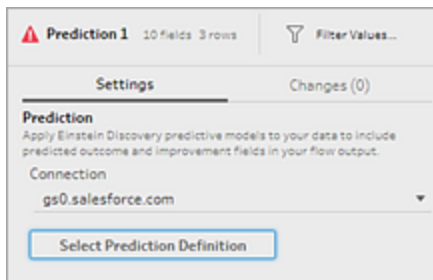 Prediction 1 10 fields 3 rows Filter Values...
Settings Changes (0)
Prediction
Apply Einstein Discovery predictive models to your data to include
predicted outcome and improvement fields in your flow output.
Connection
gs0.salesforce.com
Select Prediction Definition